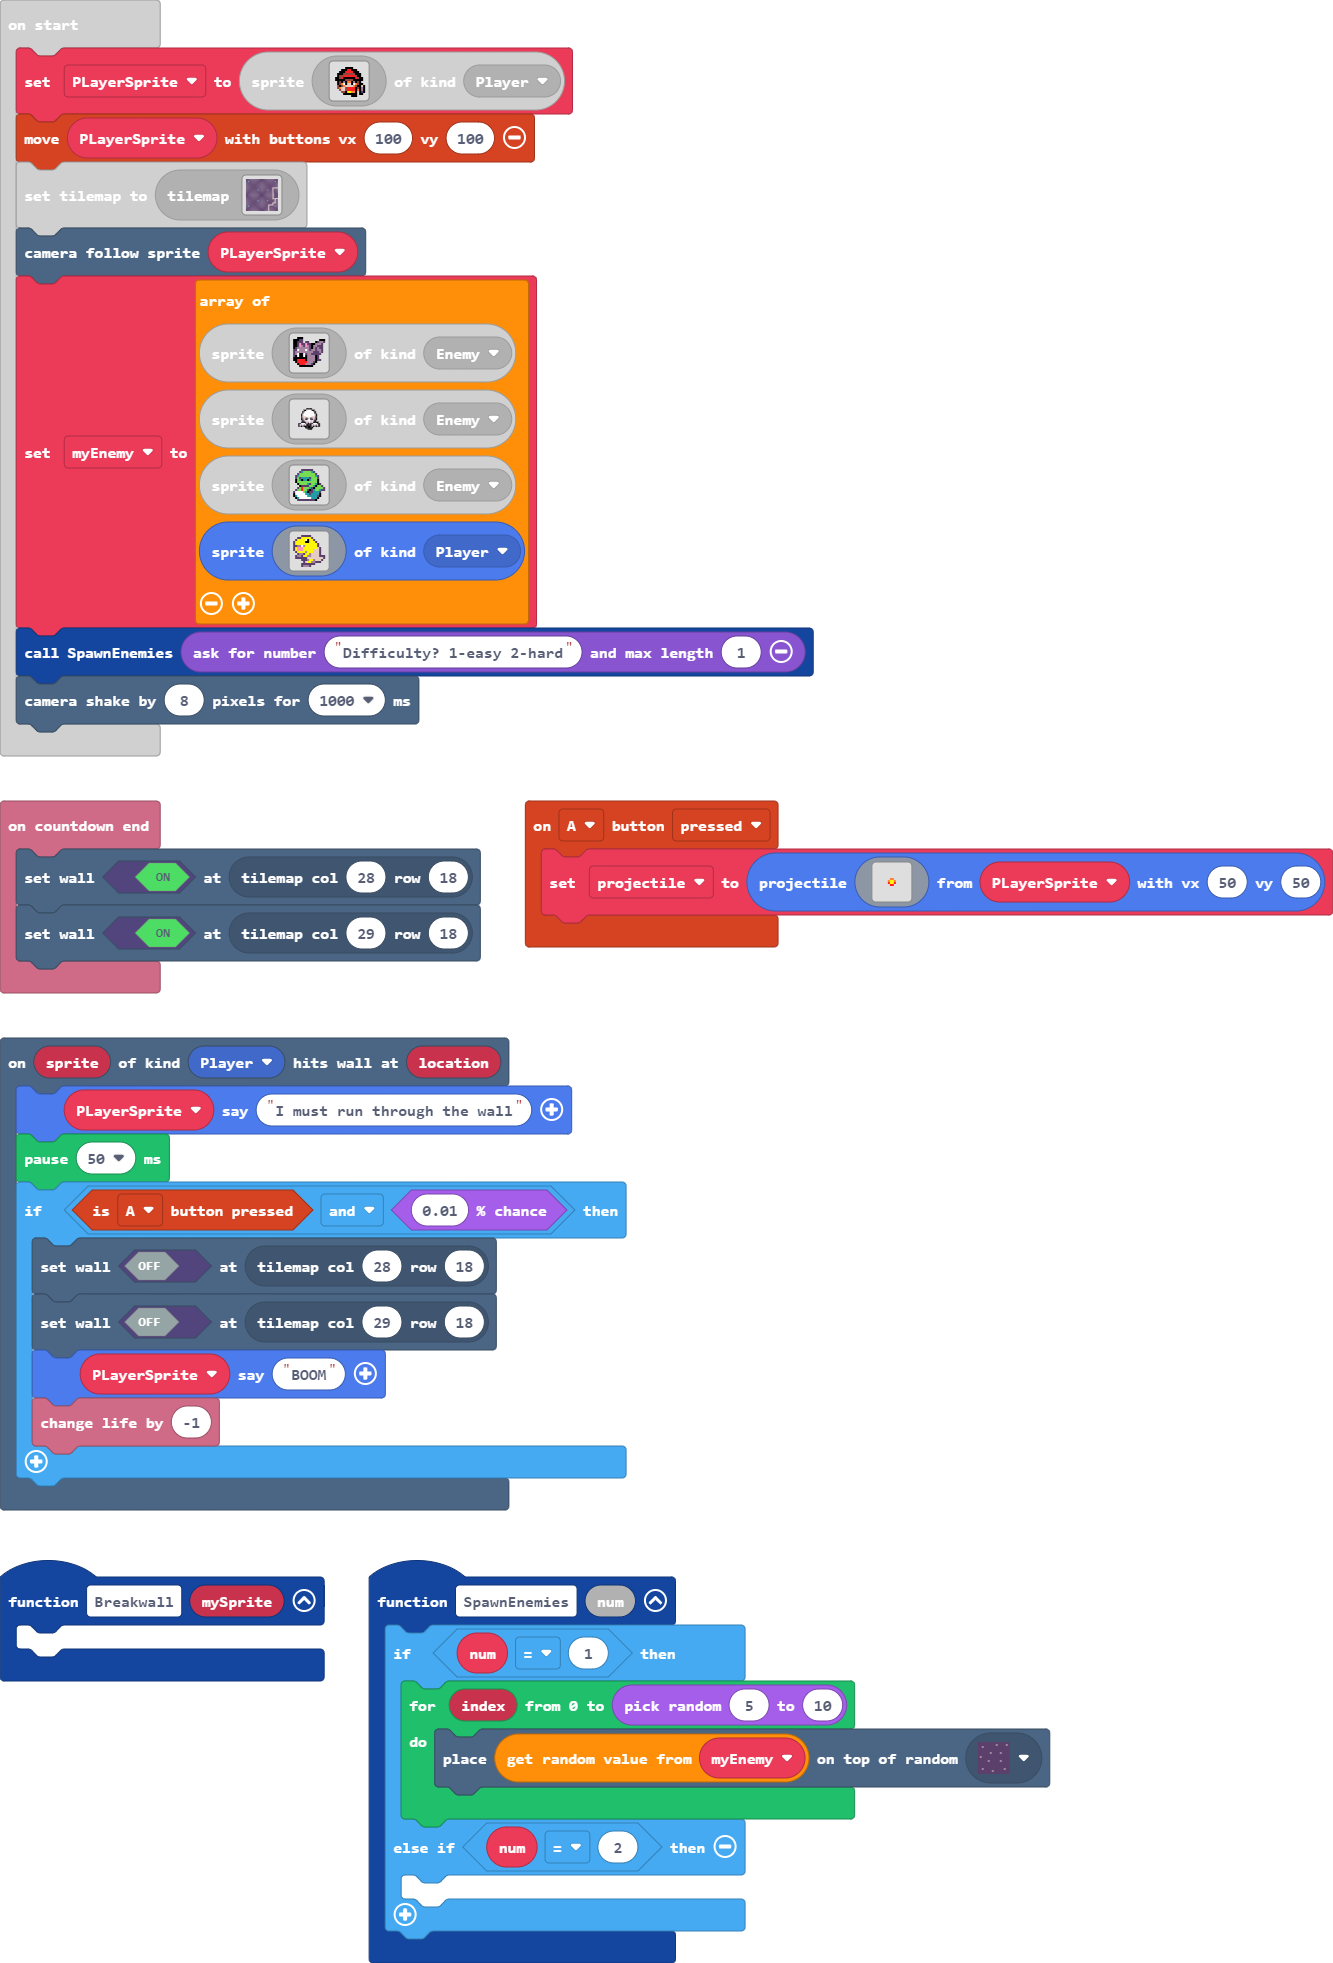 on start
set PLayerSprite to sprite of kind Player
move PLayerSprite with buttons vx 100 vy 100
set tilemap to tilemap
camera follow sprite PLayerSprite
array of
sprite of kind Enemy
sprite of kind Enemy
set myEnemy to
sprite of kind Enemy
sprite of kind Player
call SpawnEnemies ask for number "Difficulty? 1-easy 2-hard" and max length 1
camera shake by 8 pixels for 1000 ms
on countdown end
set wall ON at tilemap col 28 row 18
set wall ON at tilemap col 29 row 18
on A button pressed
set projectile to projectile from PLayerSprite with vx 50 vy 50
on sprite of kind Player hits wall at location
PLayerSprite say "I must run through the wall"
pause 50 ms
if is A button pressed and 0.01 % chance then
set wall OFF at tilemap col 28 row 18
set wall OFF at tilemap col 29 row 18
PLayerSprite say "BOOM"
change life by -1
function Breakwall mySprite
function SpawnEnemies num
if num = 1 then
for index from 0 to pick random 5 to 10
do
place get random value from myEnemy on top of random
else if num = 2 then